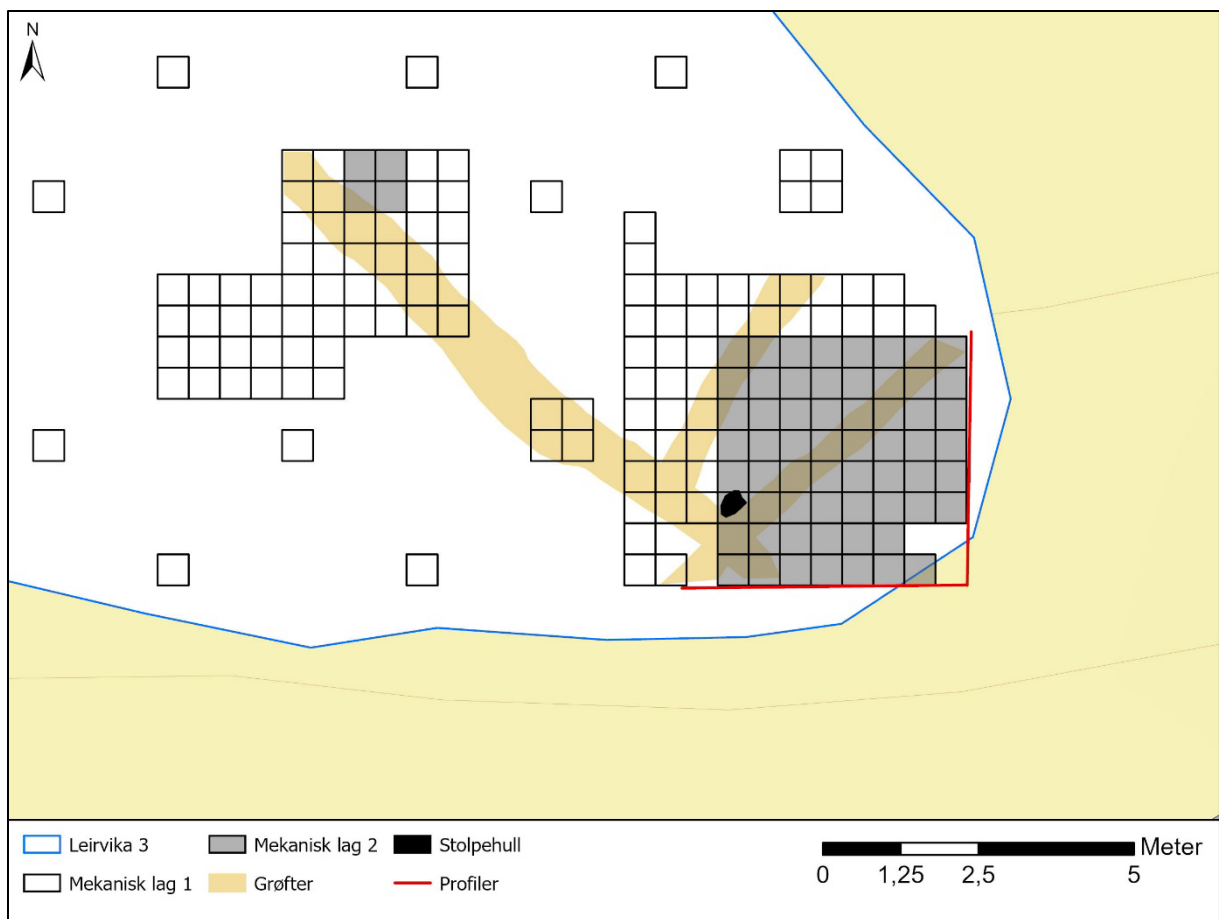 N
Leirvika 3
Mekanisk lag 2
Stolpehull
Mekanisk lag 1
Grøfter
Profiler
Meter
0 1,25 2,5 5